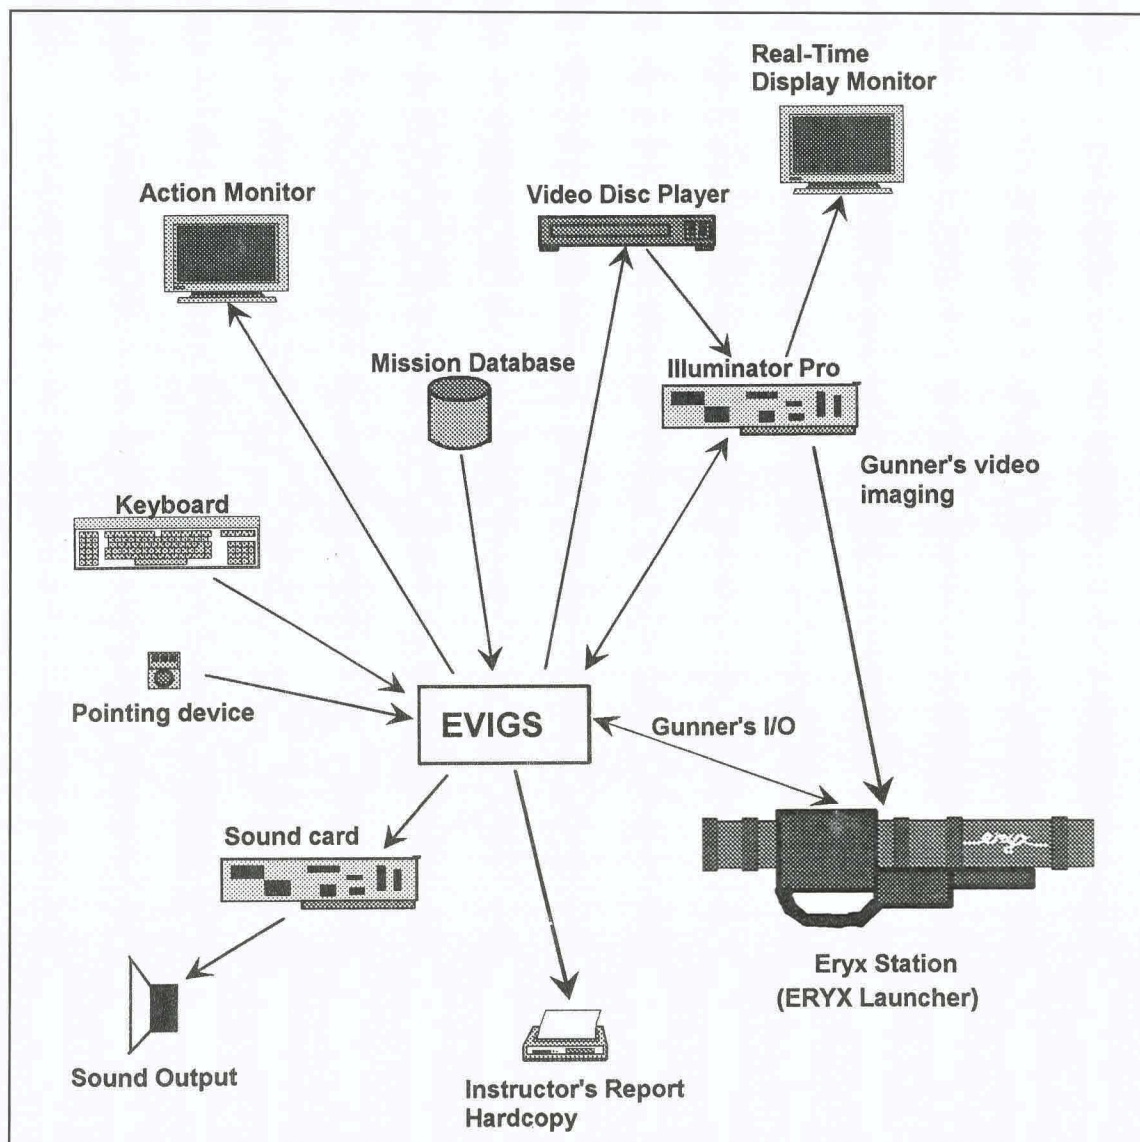 Real-Time
Display Monitor
Action Monitor
Video Disc Player
Mission Database
Illuminator Pro
Gunner's video
imaging
Keyboard
Pointing device
EVIGS
Gunner's I/O
Sound card
eryx
Eryx Station
(ERYX Launcher)
Sound Output
Instructor's Report
Hardcopy